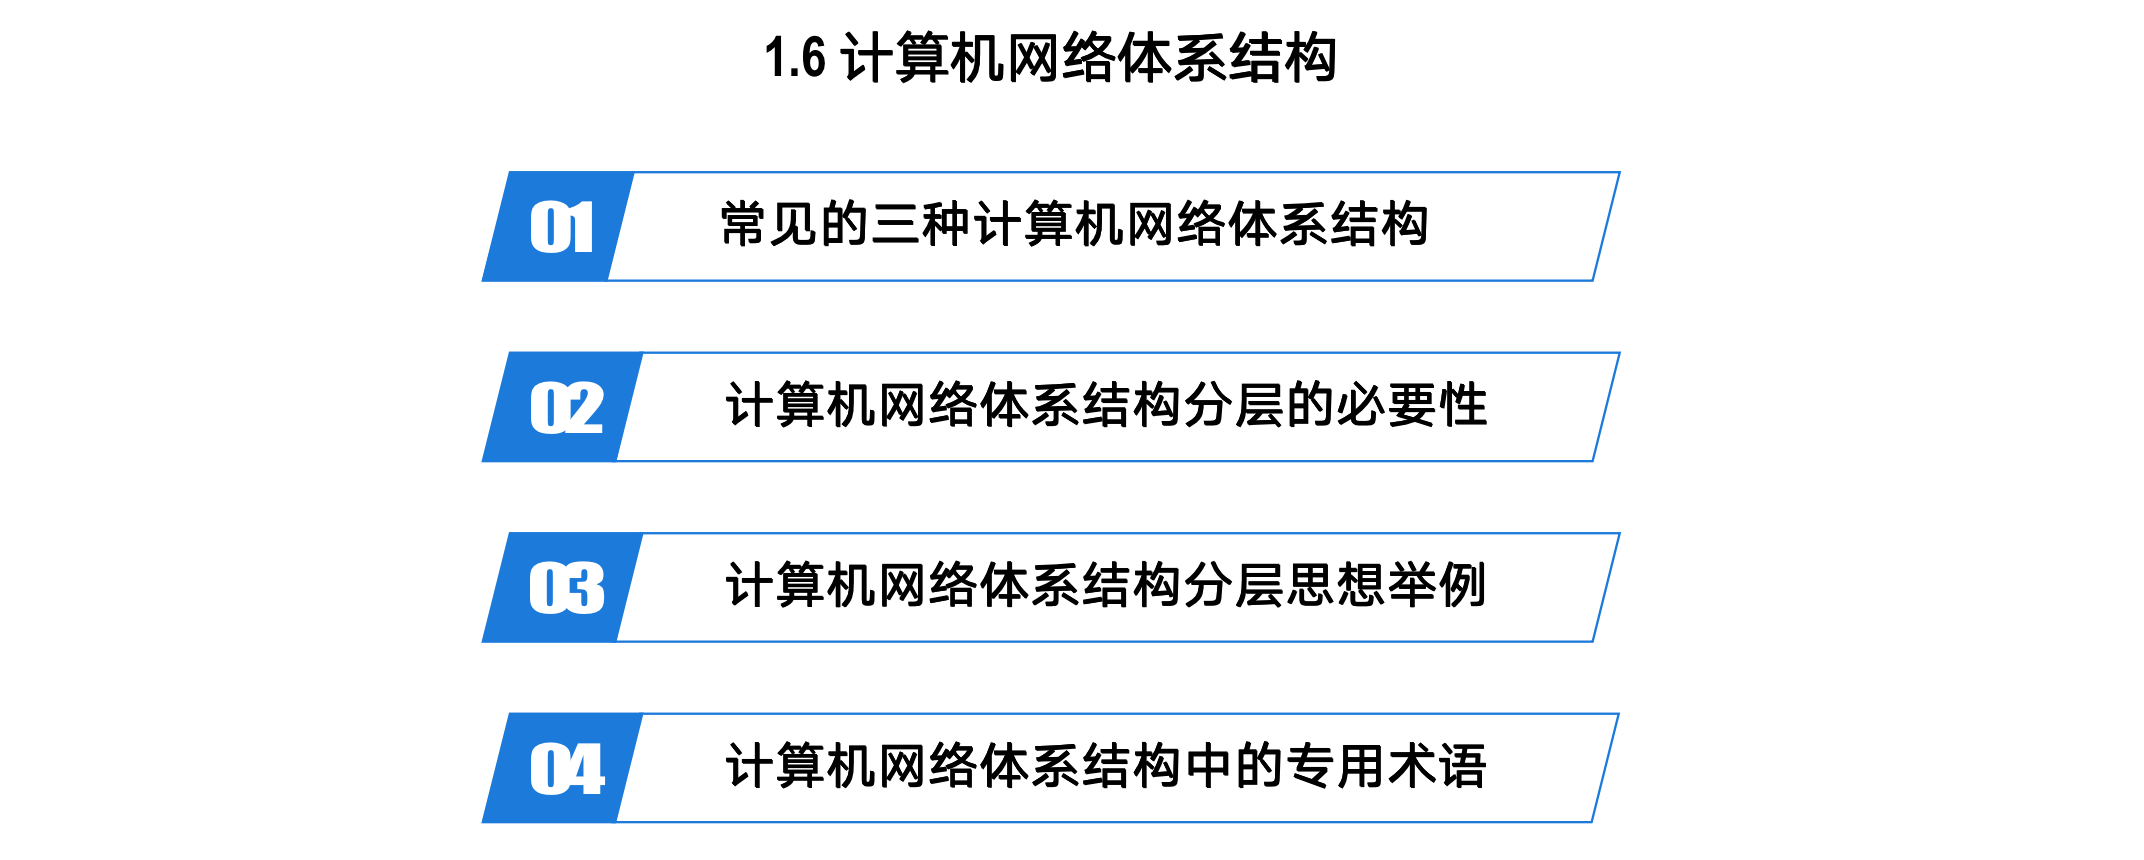 1.6 计算机网络体系结构
01 常见的三种计算机网络体系结构
02 计算机网络体系结构分层的必要性
03 计算机网络体系结构分层思想举例
04 计算机网络体系结构中的专用术语